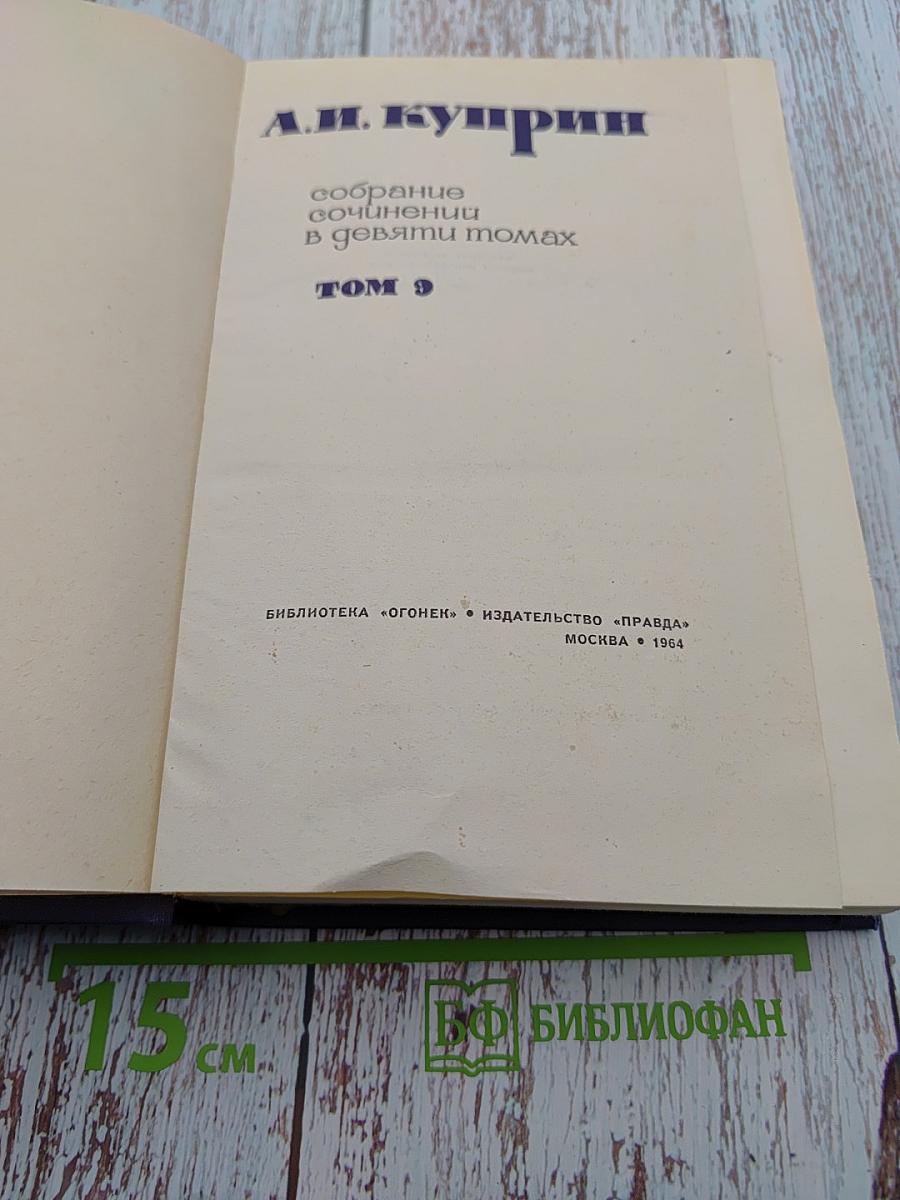 А.И. Куприн
собрание
сочинений
в девяти томах
том 9
БИБЛИОТЕКА «ОГОНЕК» • ИЗДАТЕЛЬСТВО «ПРАВДА»
МОСКВА • 1964
15 см
БФ БИБЛИОФАН